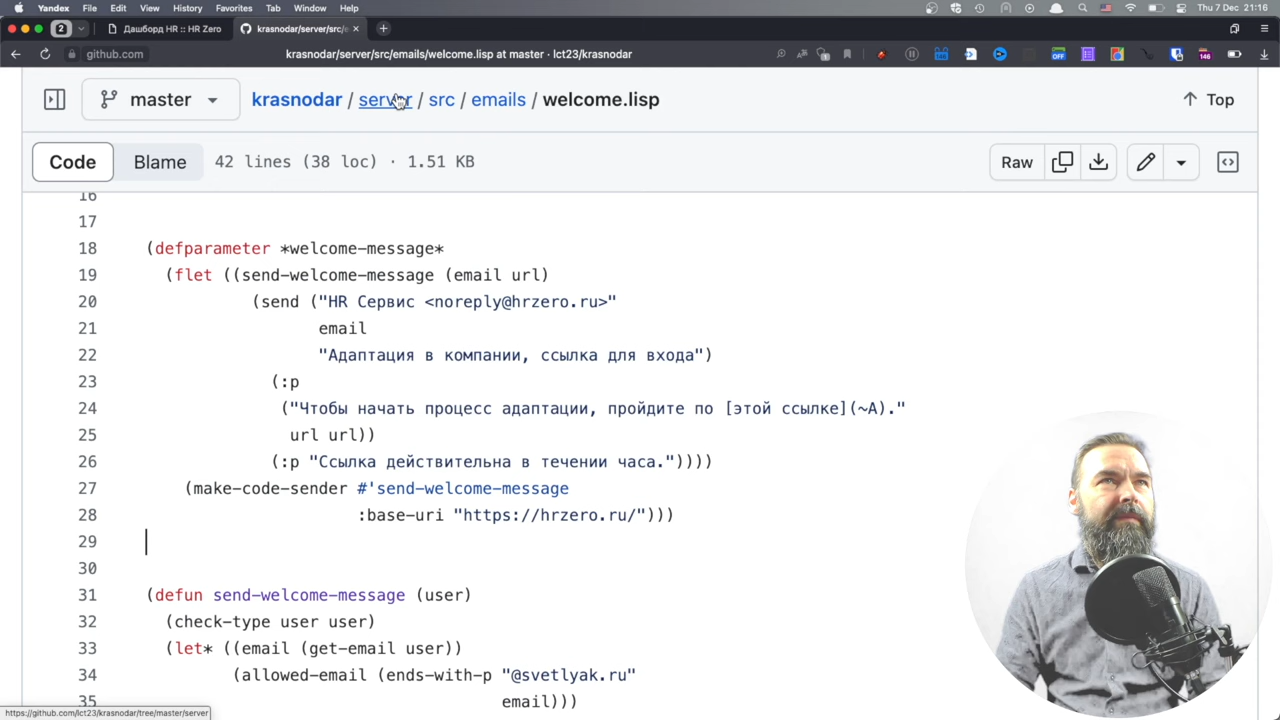 Yandex File Edit View History Favorites Tab Window Help Thu 7 Dec 21:16
2 Дашборд HR :: HR Zero krasnodar/server/src/e
github.com krasnodar/server/src/emails/welcome.lisp at master · lct23/krasnodar OFF 146
master krasnodar / server / src / emails / welcome.lisp Top
Code Blame 42 lines (38 loc) · 1.51 KB Raw
16
17
18 (defparameter *welcome-message*
19 (flet ((send-welcome-message (email url)
20 (send ("HR Сервис <noreply@hrzero.ru>"
21 email
22 "Адаптация в компании, ссылка для входа")
23 (:p
24 ("Чтобы начать процесс адаптации, пройдите по [этой ссылке](~A)."
25 url url))
26 (:p "Ссылка действительна в течении часа."))))
27 (make-code-sender #'send-welcome-message
28 :base-uri "https://hrzero.ru/")))
29
30
31 (defun send-welcome-message (user)
32 (check-type user user)
33 (let* ((email (get-email user))
34 (allowed-email (ends-with-p "@svetlyak.ru"
35 email)))
https://github.com/lct23/krasnodar/tree/master/server